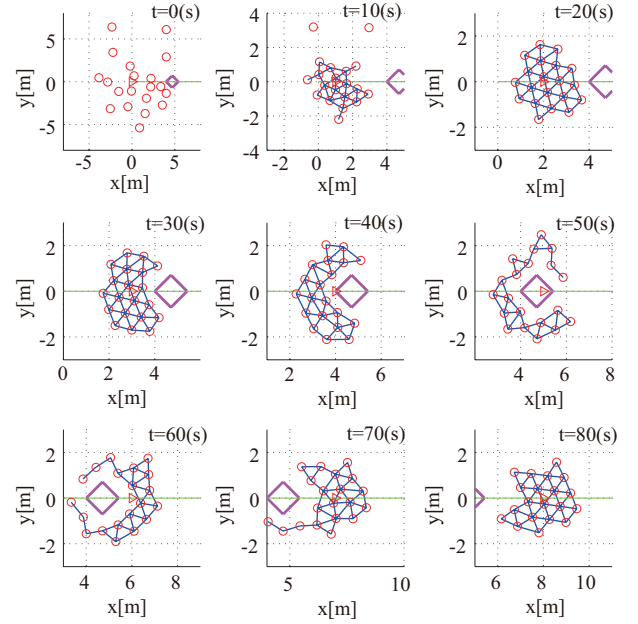 t=0(s)
y[m]
5
0
-5
-5 0 5
x[m]
t=10(s)
y[m]
4
2
0
-2
-4
-2 0 2 4
x[m]
t=20(s)
y[m]
2
0
-2
0 2 4
x[m]
t=30(s)
y[m]
2
0
-2
0 2 4
x[m]
t=40(s)
y[m]
2
0
-2
2 4 6
x[m]
t=50(s)
y[m]
2
0
-2
2 4 6 8
x[m]
t=60(s)
y[m]
2
0
-2
4 6 8
x[m]
t=70(s)
y[m]
2
0
-2
5 10
x[m]
t=80(s)
y[m]
2
0
-2
6 8 10
x[m]